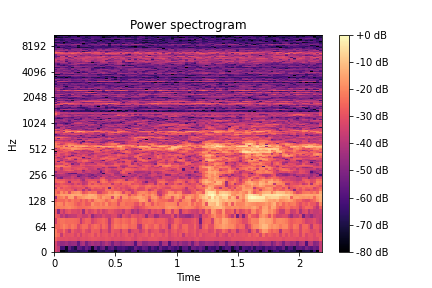 Power spectrogram
8192
4096
2048
1024
512
256
128
64
0
Hz
0
0.5
1
1.5
2
Time
+0 dB
-10 dB
-20 dB
-30 dB
-40 dB
-50 dB
-60 dB
-70 dB
-80 dB